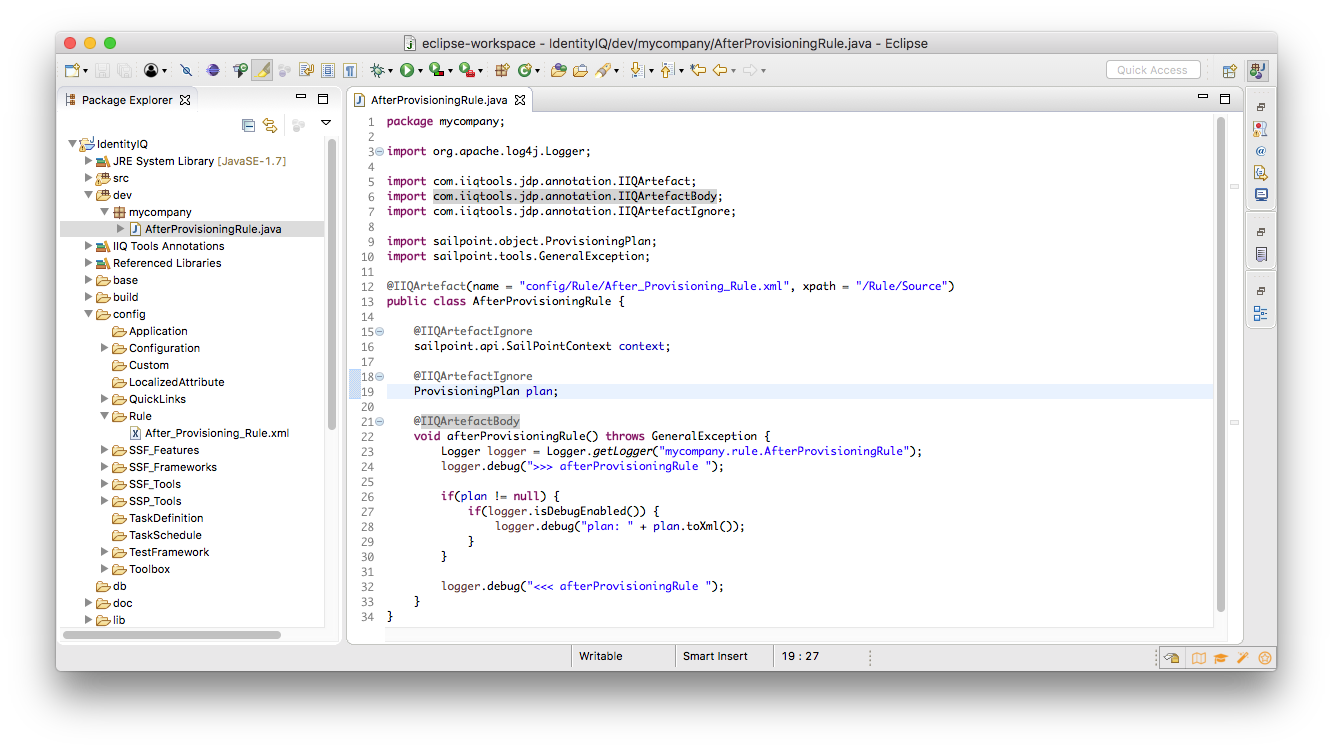 eclipse-workspace - IdentityIQ/dev/mycompany/AfterProvisioningRule.java - Eclipse
Quick Access
Package Explorer
IdentityIQ
JRE System Library [JavaSE-1.7]
src
dev
mycompany
AfterProvisioningRule.java
IIQ Tools Annotations
Referenced Libraries
base
build
config
Application
Configuration
Custom
LocalizedAttribute
QuickLinks
Rule
After_Provisioning_Rule.xml
SSF_Features
SSF_Frameworks
SSF_Tools
SSP_Tools
TaskDefinition
TaskSchedule
TestFramework
Toolbox
db
doc
lib
AfterProvisioningRule.java
1 package mycompany;
2
3 import org.apache.log4j.Logger;
4
5 import com.iiqtools.jdp.annotation.IIQArtefact;
6 import com.iiqtools.jdp.annotation.IIQArtefactBody;
7 import com.iiqtools.jdp.annotation.IIQArtefactIgnore;
8
9 import sailpoint.object.ProvisioningPlan;
10 import sailpoint.tools.GeneralException;
11
12 @IIQArtefact(name = "config/Rule/After_Provisioning_Rule.xml", xpath = "/Rule/Source")
13 public class AfterProvisioningRule {
14
15 @IIQArtefactIgnore
16 sailpoint.api.SailPointContext context;
17
18 @IIQArtefactIgnore
19 ProvisioningPlan plan;
20
21 @IIQArtefactBody
22 void afterProvisioningRule() throws GeneralException {
23 Logger logger = Logger.getLogger("mycompany.rule.AfterProvisioningRule");
24 logger.debug(">>> afterProvisioningRule ");
25
26 if(plan != null) {
27 if(logger.isDebugEnabled()) {
28 logger.debug("plan: " + plan.toXml());
29 }
30 }
31
32 logger.debug("<<< afterProvisioningRule ");
33 }
34 }
Writable
Smart Insert
19 : 27